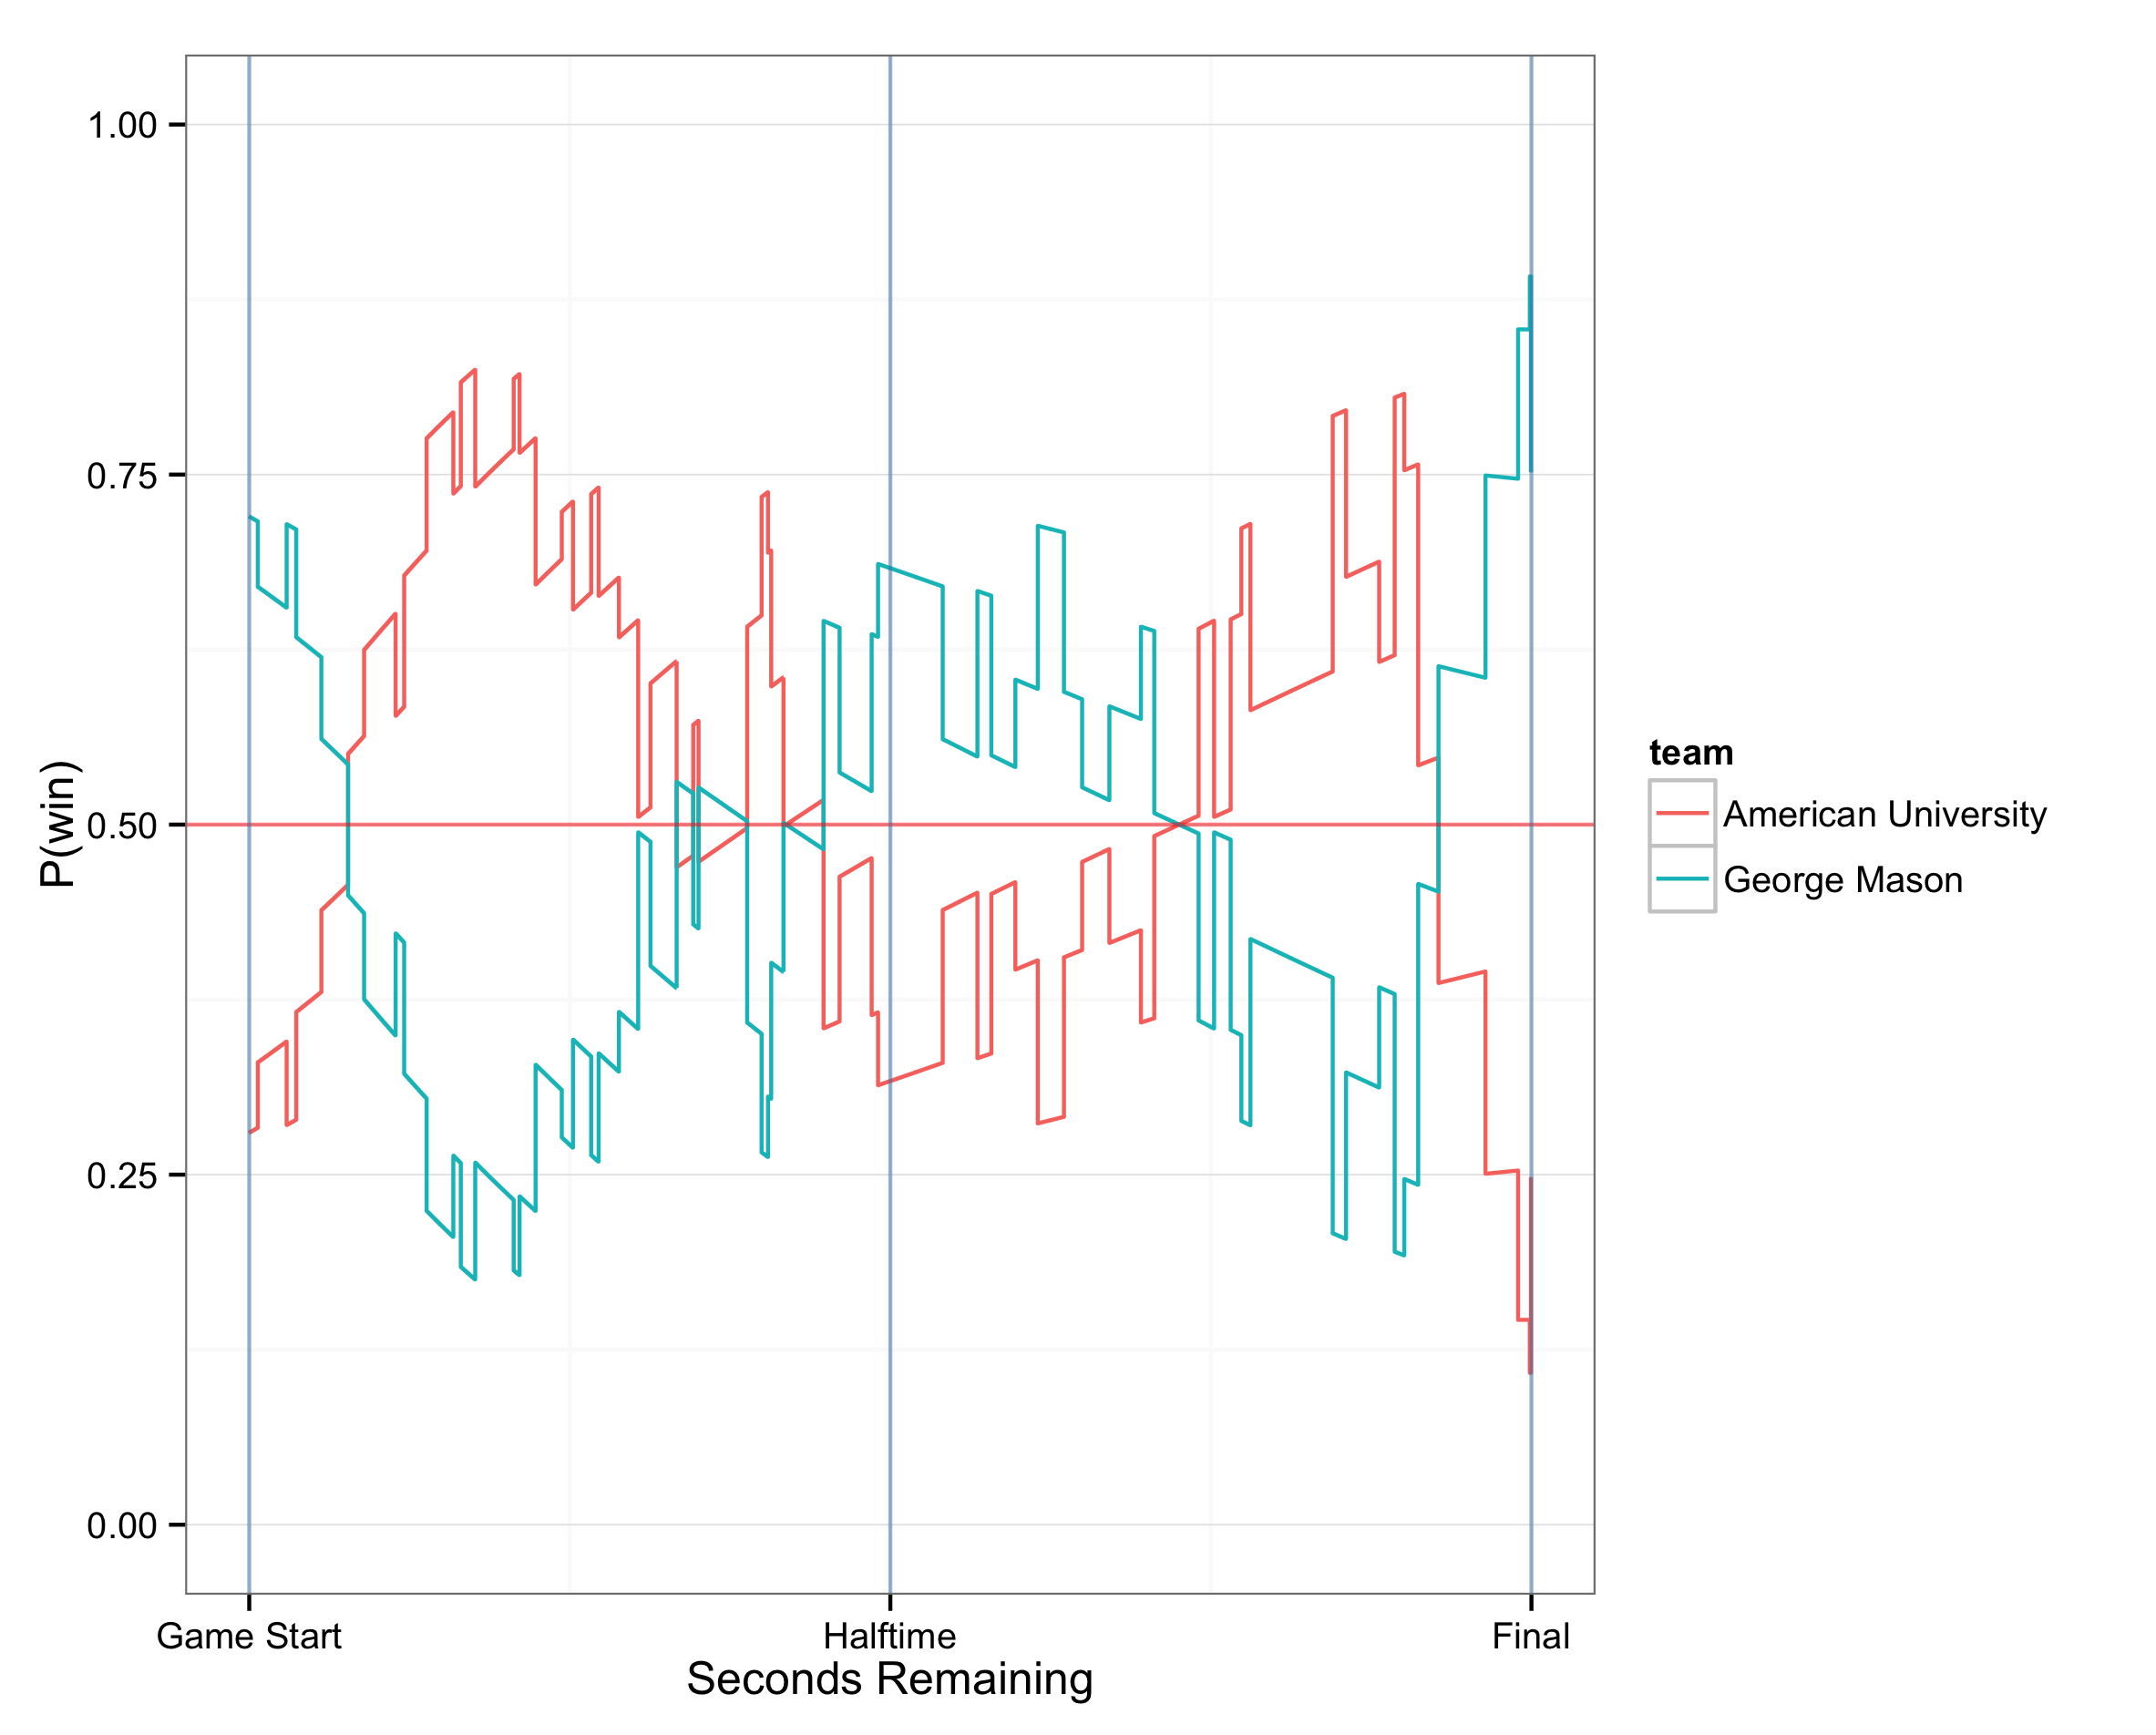 1.00
0.75
0.50
0.25
0.00
P(win)
Game Start
Halftime
Final
Seconds Remaining
team
American University
George Mason